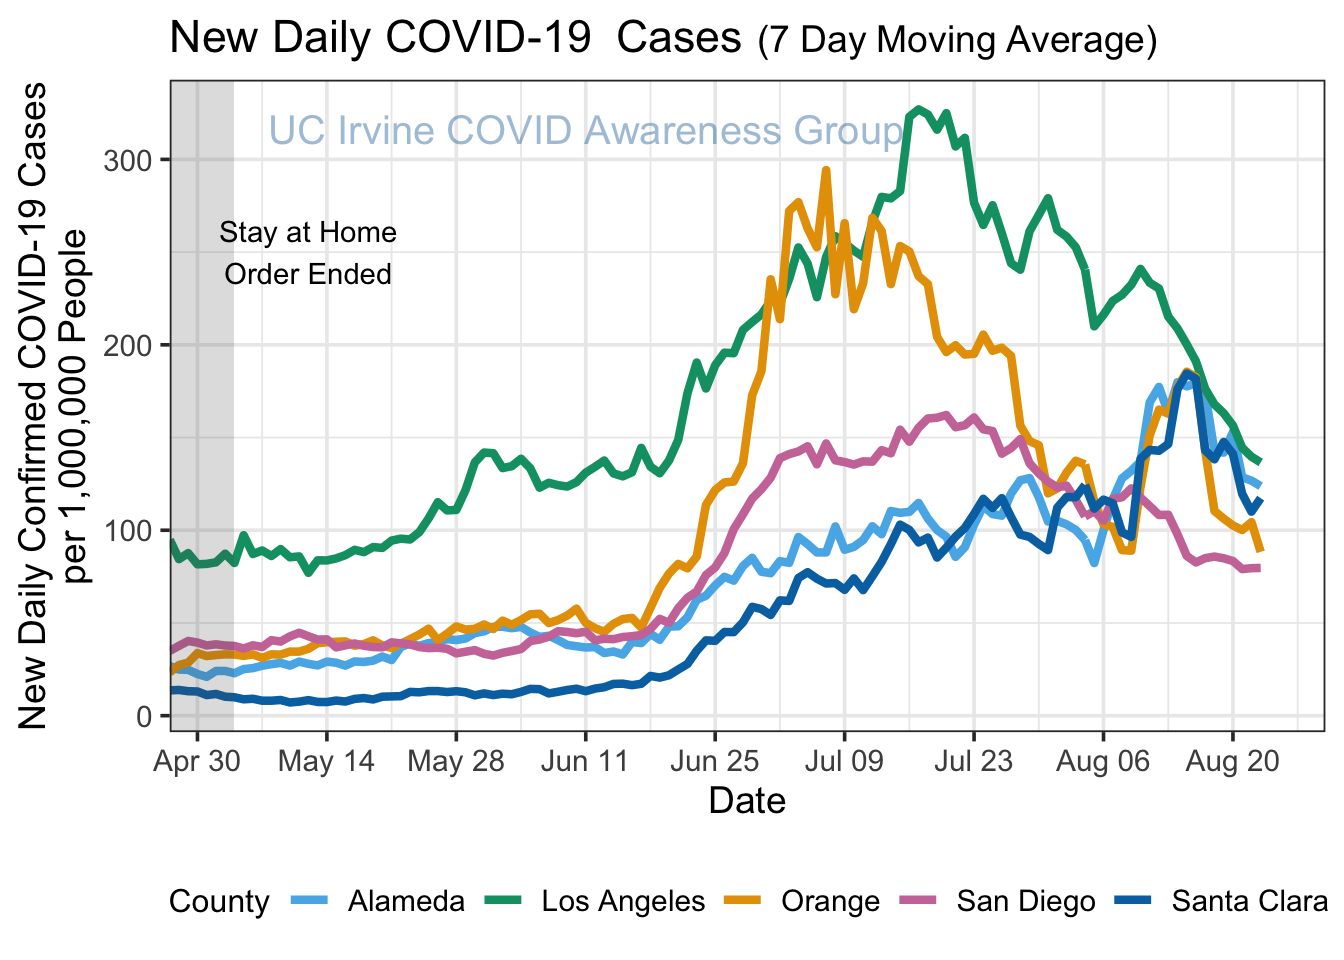 New Daily COVID-19  Cases (7 Day Moving Average)
New Daily Confirmed COVID-19 Cases
per 1,000,000 People
UC Irvine COVID Awareness Group
Stay at Home
Order Ended
300
200
100
0
Apr 30 May 14 May 28 Jun 11 Jun 25 Jul 09 Jul 23 Aug 06 Aug 20
Date
County Alameda Los Angeles Orange San Diego Santa Clara